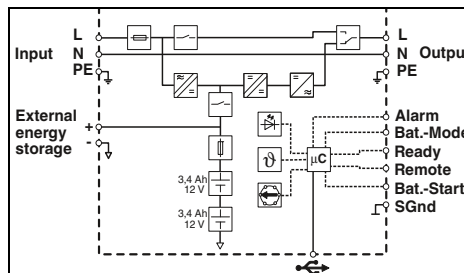 L
L
Input
N
N
Output
PE
PE
External
energy
storage
+
-
3,4 Ah
12 V
3,4 Ah
12 V
ϑ
µC
Alarm
Bat.-Mode
Ready
Remote
Bat.-Start
SGnd